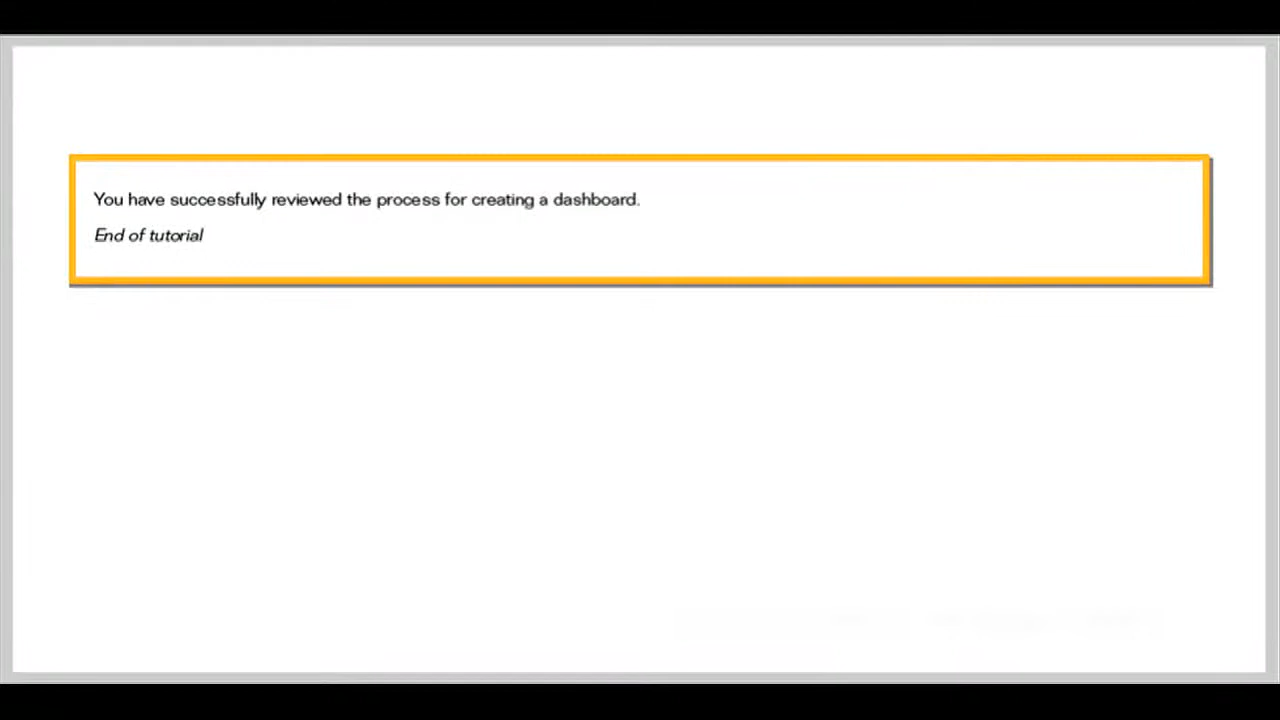 You have successfully reviewed the process for creating a dashboard.
End of tutorial